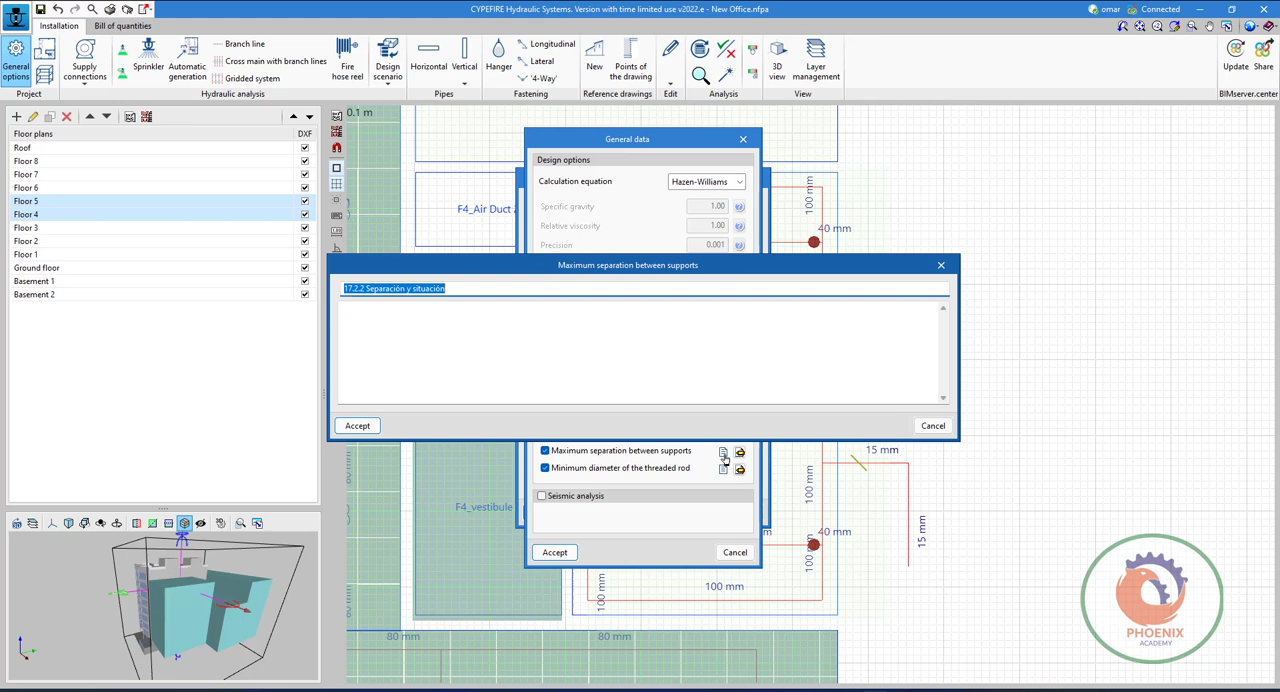 CYPEFIRE Hydraulic Systems. Version with time limited use v2022.e - New Office.nfpa
omar
Connected
Installation
Bill of quantities
General options
Supply connections
Sprinkler
Automatic generation
Branch line
Cross main with branch lines
Gridded system
Fire hose reel
Design scenario
Horizontal
Vertical
Hanger
Longitudinal
Lateral
'4-Way'
New
Points of the drawing
3D view
Layer management
Update
Share
Project
Hydraulic analysis
Pipes
Fastening
Reference drawings
Edit
Analysis
View
BIMserver.center
Floor plans
DXF
Roof
Floor 8
Floor 7
Floor 6
Floor 5
Floor 4
Floor 3
Floor 2
Floor 1
Ground floor
Basement 1
Basement 2
0.1 m
General data
Design options
Calculation equation
Hazen-Williams
Specific gravity
1.00
Relative viscosity
1.00
Precision
0.001
F4_Air Duct
100 mm
40 mm
Maximum separation between supports
17.2.2 Separación y situación
Accept
Cancel
Maximum separation between supports
Minimum diameter of the threaded rod
Seismic analysis
Accept
Cancel
F4_vestibule
15 mm
100 mm
15 mm
40 mm
100 mm
100 mm
100 mm
80 mm
80 mm
PHOENIX
ACADEMY